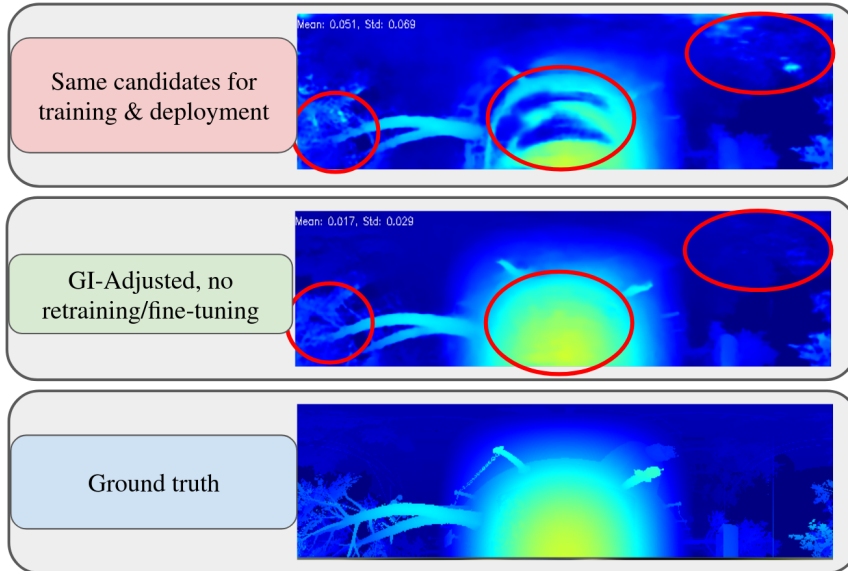 Mean: 0.051, Std: 0.069
Same candidates for
training & deployment
Mean: 0.017, Std: 0.029
GI-Adjusted, no
retraining/fine-tuning
Ground truth